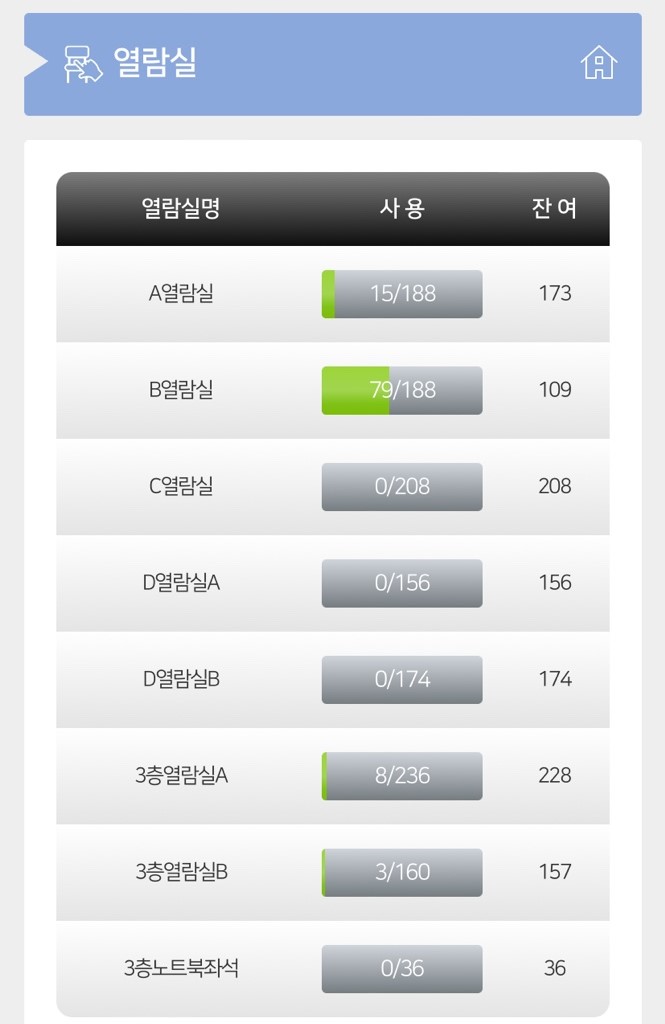 열람실
열람실명 사 용 잔 여
A열람실 15/188 173
B열람실 79/188 109
C열람실 0/208 208
D열람실A 0/156 156
D열람실B 0/174 174
3층열람실A 8/236 228
3층열람실B 3/160 157
3층노트북좌석 0/36 36